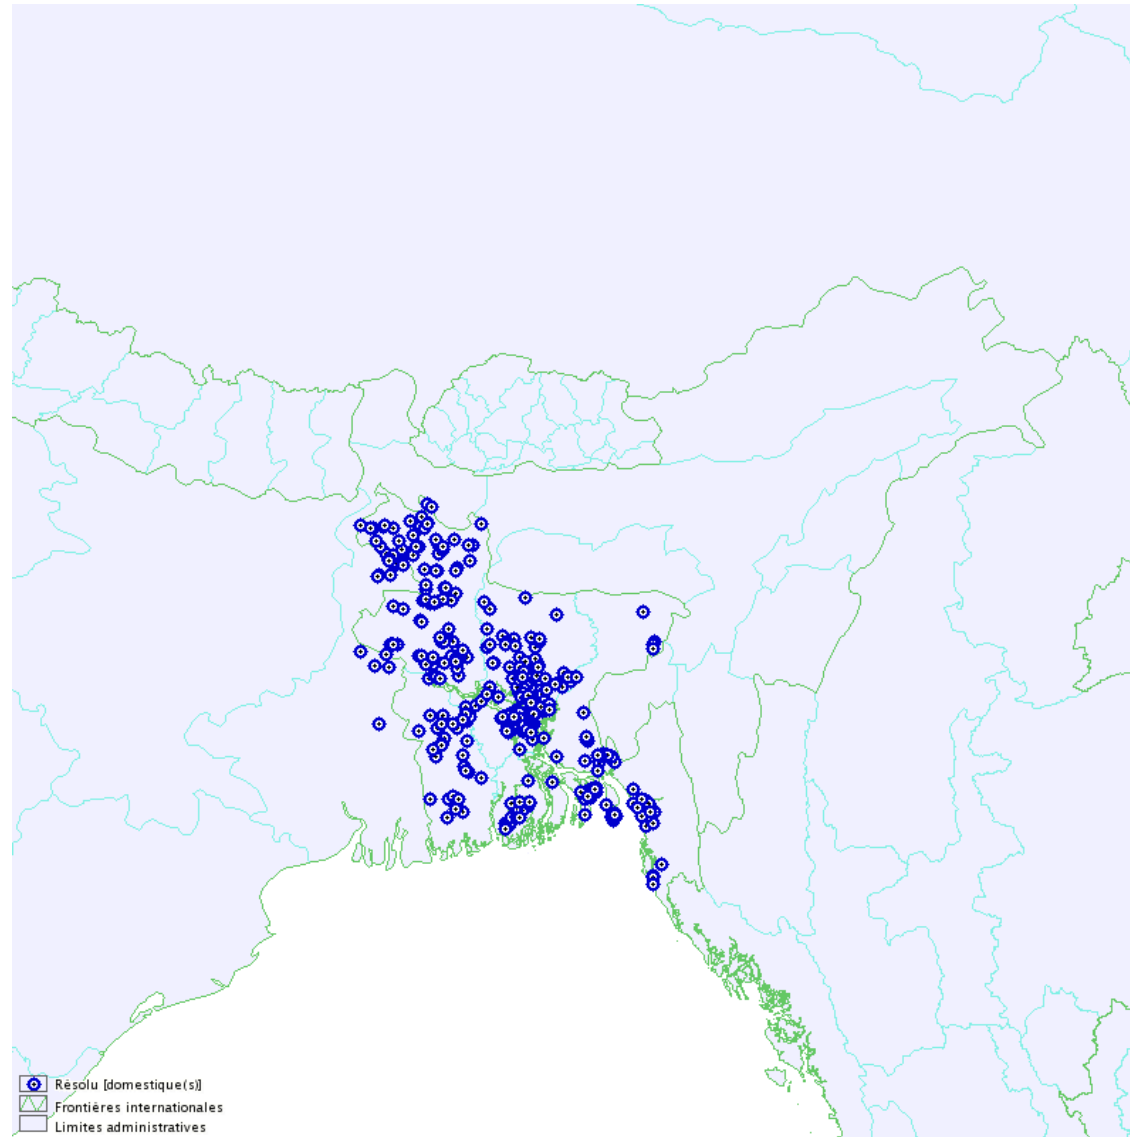 Résolu [domestique(s)]
Frontières internationales
Limites administratives